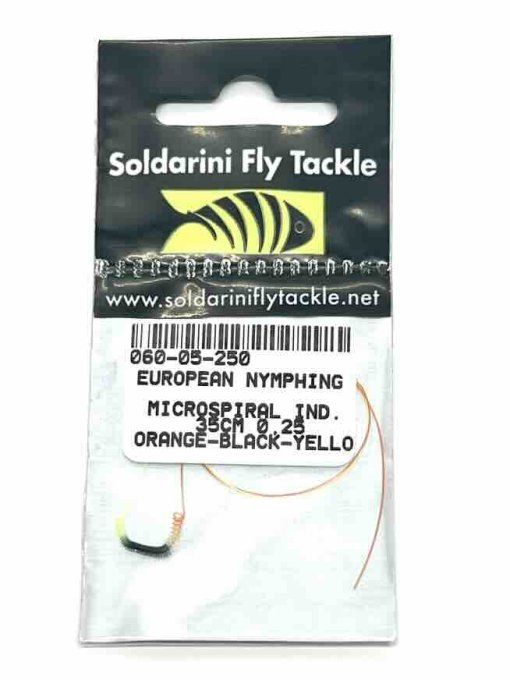 Soldarini Fly Tackle
www.soldariniflytackle.net
060-05-250
EUROPEAN NYMPHING
MICROSPIRAL IND.
35CM 0,25
ORANGE-BLACK-YELLO